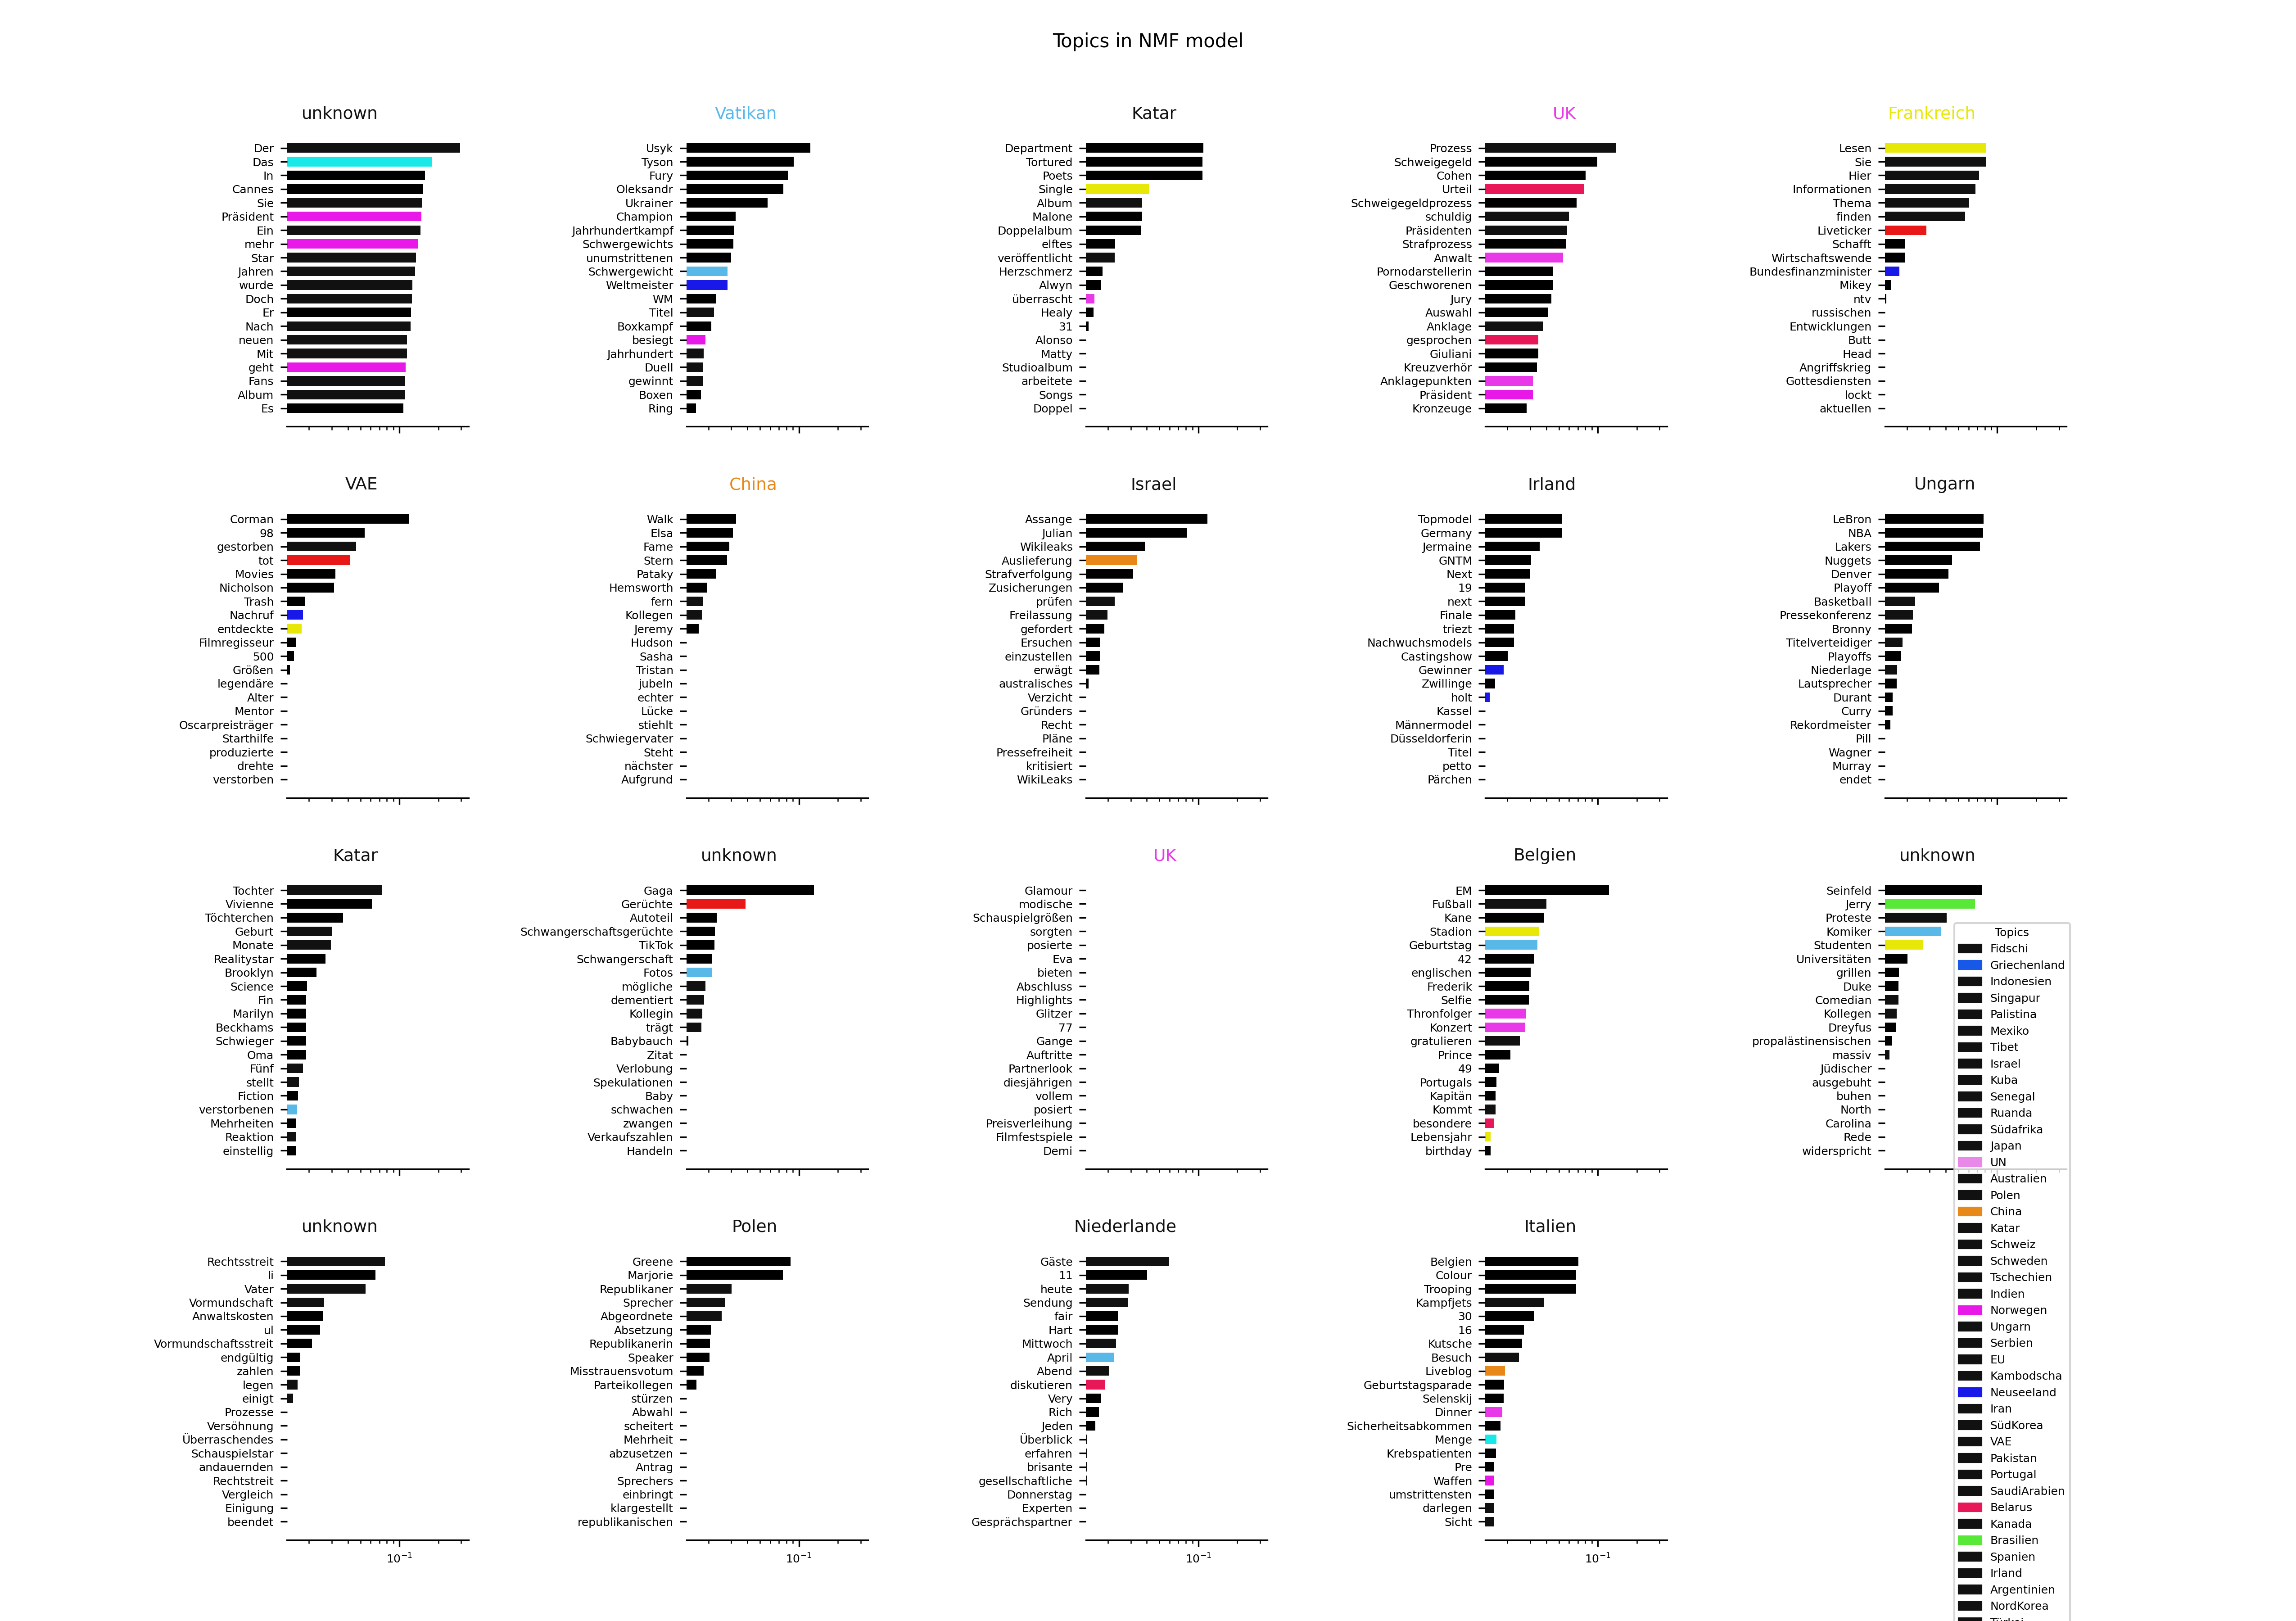 Topics in NMF model
unknown
Der
Das
In
Cannes
Sie
Präsident
Ein
mehr
Star
Jahren
wurde
Doch
Er
Nach
neuen
Mit
geht
Fans
Album
Es
Vatikan
Usyk
Tyson
Fury
Oleksandr
Ukrainer
Champion
Jahrhundertkampf
Schwergewichts
unumstrittenen
Schwergewicht
Weltmeister
WM
Titel
Boxkampf
besiegt
Jahrhundert
Duell
gewinnt
Boxen
Ring
Katar
Department
Tortured
Poets
Single
Album
Malone
Doppelalbum
elftes
veröffentlicht
Herzschmerz
Alwyn
überrascht
Healy
31
Alonso
Matty
Studioalbum
arbeitete
Songs
Doppel
UK
Prozess
Schweigegeld
Cohen
Urteil
Schweigegeldprozess
schuldig
Präsidenten
Strafprozess
Anwalt
Pornodarstellerin
Geschworenen
Jury
Auswahl
Anklage
gesprochen
Giuliani
Kreuzverhör
Anklagepunkten
Präsident
Kronzeuge
Frankreich
Lesen
Sie
Hier
Informationen
Thema
finden
Liveticker
Schafft
Wirtschaftswende
Bundesfinanzminister
Mikey
ntv
russischen
Entwicklungen
Butt
Head
Angriffskrieg
Gottesdiensten
lockt
aktuellen
VAE
Corman
98
gestorben
tot
Movies
Nicholson
Trash
Nachruf
entdeckte
Filmregisseur
500
Größen
legendäre
Alter
Mentor
Oscarpreisträger
Starthilfe
produzierte
drehte
verstorben
China
Walk
Elsa
Fame
Stern
Pataky
Hemsworth
fern
Kollegen
Jeremy
Hudson
Sasha
Tristan
jubeln
echter
Lücke
stiehlt
Schwiegervater
Steht
nächster
Aufgrund
Israel
Assange
Julian
Wikileaks
Auslieferung
Strafverfolgung
Zusicherungen
prüfen
Freilassung
gefordert
Ersuchen
einzustellen
erwägt
australisches
Verzicht
Gründers
Recht
Pläne
Pressefreiheit
kritisiert
WikiLeaks
Irland
Topmodel
Germany
Jermaine
GNTM
Next
19
next
Finale
triezt
Nachwuchsmodels
Castingshow
Gewinner
Zwillinge
holt
Kassel
Männermodel
Düsseldorferin
Titel
petto
Pärchen
Ungarn
LeBron
NBA
Lakers
Nuggets
Denver
Playoff
Basketball
Pressekonferenz
Bronny
Titelverteidiger
Playoffs
Niederlage
Lautsprecher
Durant
Curry
Rekordmeister
Pill
Wagner
Murray
endet
Katar
Tochter
Vivienne
Töchterchen
Geburt
Monate
Realitystar
Brooklyn
Science
Fin
Marilyn
Beckhams
Schwieger
Oma
Fünf
stellt
Fiction
verstorbenen
Mehrheiten
Reaktion
einstellig
unknown
Gaga
Gerüchte
Autoteil
Schwangerschaftsgerüchte
TikTok
Schwangerschaft
Fotos
mögliche
dementiert
Kollegin
trägt
Babybauch
Zitat
Verlobung
Spekulationen
Baby
schwachen
zwangen
Verkaufszahlen
Handeln
UK
Glamour
modische
Schauspielgrößen
sorgten
posierte
Eva
bieten
Abschluss
Highlights
Glitzer
77
Gange
Auftritte
Partnerlook
diesjährigen
vollem
posiert
Preisverleihung
Filmfestspiele
Demi
Belgien
EM
Fußball
Kane
Stadion
Geburtstag
42
englischen
Frederik
Selfie
Thronfolger
Konzert
gratulieren
Prince
49
Portugals
Kapitän
Kommt
besondere
Lebensjahr
birthday
unknown
Seinfeld
Jerry
Proteste
Komiker
Studenten
Universitäten
grillen
Duke
Comedian
Kollegen
Dreyfus
propalästinensischen
massiv
Jüdischer
ausgebuht
buhen
North
Carolina
Rede
widerspricht
unknown
Rechtsstreit
li
Vater
Vormundschaft
Anwaltskosten
ul
Vormundschaftsstreit
endgültig
zahlen
legen
einigt
Prozesse
Versöhnung
Überraschendes
Schauspielstar
andauernden
Rechtstreit
Vergleich
Einigung
beendet
10⁻¹
Polen
Greene
Marjorie
Republikaner
Sprecher
Abgeordnete
Absetzung
Republikanerin
Speaker
Misstrauensvotum
Parteikollegen
stürzen
Abwahl
scheitert
Mehrheit
abzusetzen
Antrag
Sprechers
einbringt
klargestellt
republikanischen
10⁻¹
Niederlande
Gäste
11
heute
Sendung
fair
Hart
Mittwoch
April
Abend
diskutieren
Very
Rich
Jeden
Überblick
erfahren
brisante
gesellschaftliche
Donnerstag
Experten
Gesprächspartner
10⁻¹
Italien
Belgien
Colour
Trooping
Kampfjets
30
16
Kutsche
Besuch
Liveblog
Geburtstagsparade
Selenskij
Dinner
Sicherheitsabkommen
Menge
Krebspatienten
Pre
Waffen
umstrittensten
darlegen
Sicht
10⁻¹
Topics
Fidschi
Griechenland
Indonesien
Singapur
Palistina
Mexiko
Tibet
Israel
Kuba
Senegal
Ruanda
Südafrika
Japan
UN
Australien
Polen
China
Katar
Schweiz
Schweden
Tschechien
Indien
Norwegen
Ungarn
Serbien
EU
Kambodscha
Neuseeland
Iran
SüdKorea
VAE
Pakistan
Portugal
SaudiArabien
Belarus
Kanada
Brasilien
Spanien
Irland
Argentinien
NordKorea